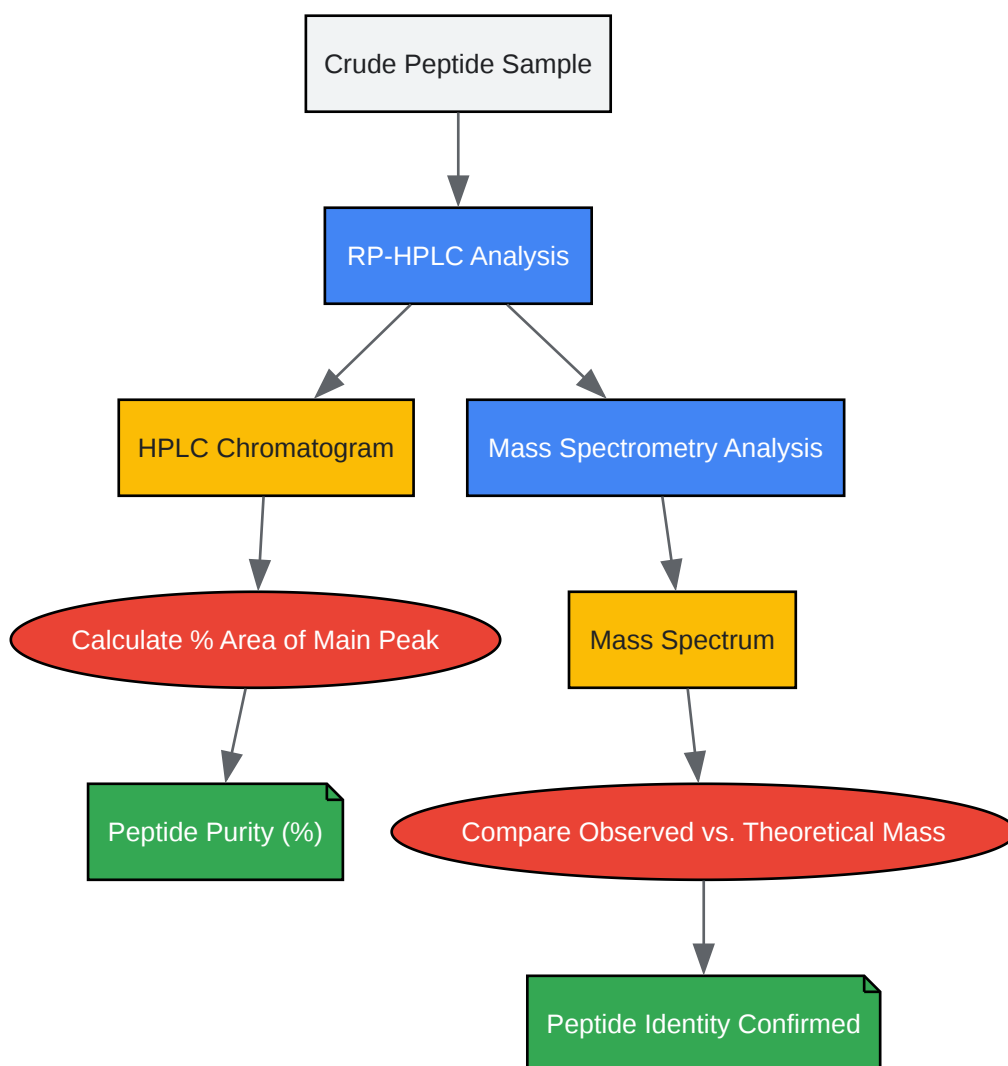 Crude Peptide Sample
RP-HPLC Analysis
HPLC Chromatogram
Mass Spectrometry Analysis
Calculate % Area of Main Peak
Mass Spectrum
Peptide Purity (%)
Compare Observed vs. Theoretical Mass
Peptide Identity Confirmed